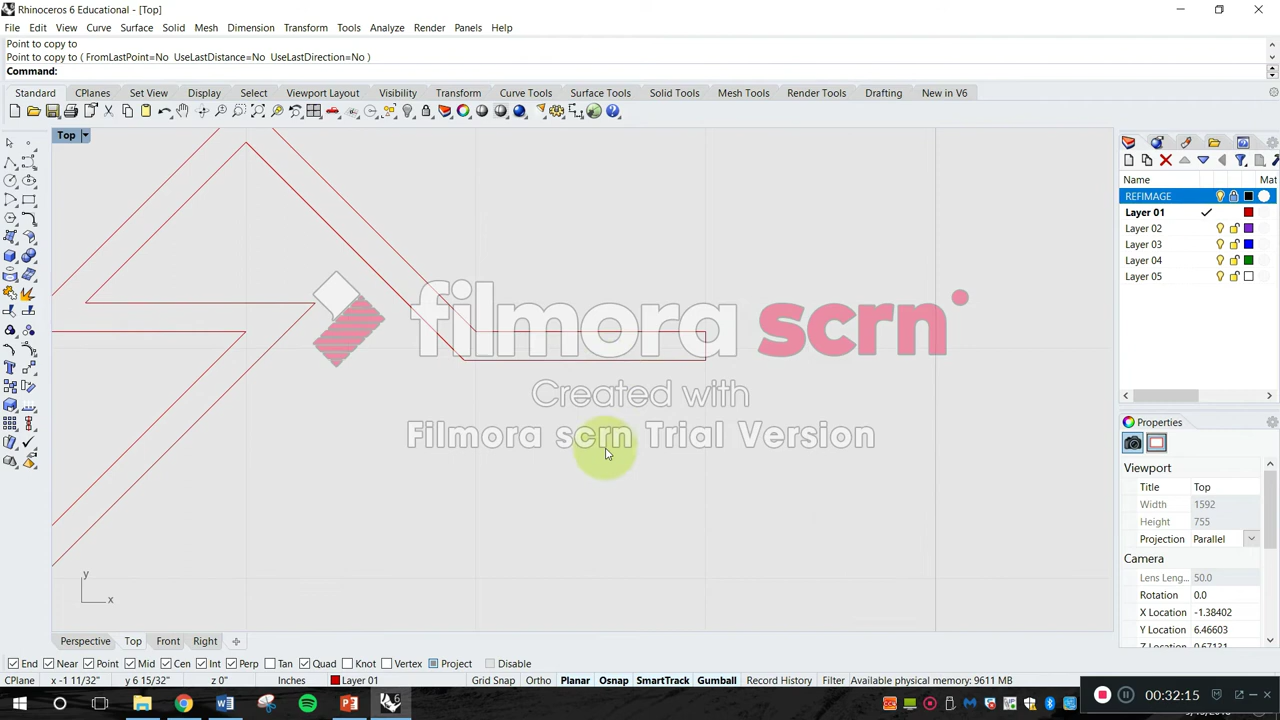 Rhinoceros 6 Educational - [Top]
File Edit View Curve Surface Solid Mesh Dimension Transform Tools Analyze Render Panels Help
Point to copy to
Point to copy to ( FromLastPoint=No UseLastDistance=No UseLastDirection=No )
Command:
Standard CPlanes Set View Display Select Viewport Layout Visibility Transform Curve Tools Surface Tools Solid Tools Mesh Tools Render Tools Drafting New in V6
Top
Name Mat
REFIMAGE
Layer 01
Layer 02
Layer 03
Layer 04
Layer 05
filmora scrn
Created with
Filmora scrn Trial Version
Properties
Viewport
Title Top
Width 1592
Height 755
Projection Parallel
Camera
Lens Leng... 50.0
Rotation 0.0
X Location -1.38402
Y Location 6.46603
Z Location 0.67131
y
x
Perspective Top Front Right
End Near Point Mid Cen Int Perp Tan Quad Knot Vertex Project Disable
CPlane x -1 11/32" y 6 15/32" z 0" Inches Layer 01 Grid Snap Ortho Planar Osnap SmartTrack Gumball Record History Filter Available physical memory: 9611 MB
00:32:15